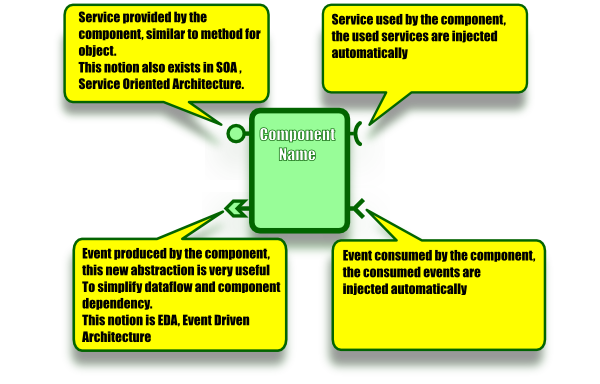 Service provided by the
component, similar to method for
object.
This notion also exists in SOA ,
Service Oriented Architecture.
Service used by the component,
the used services are injected
automatically
Component
Name
Event produced by the component,
this new abstraction is very useful
To simplify dataflow and component
dependency.
This notion is EDA, Event Driven
Architecture
Event consumed by the component,
the consumed events are
injected automatically